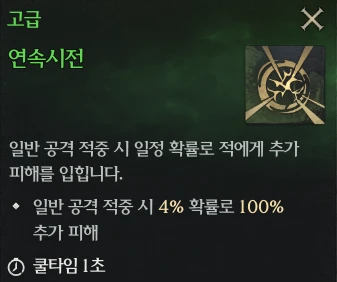 고급
연속시전
일반 공격 적중 시 일정 확률로 적에게 추가
피해를 입힙니다.
일반 공격 적중 시 4% 확률로 100%
추가 피해
쿨타임 1초